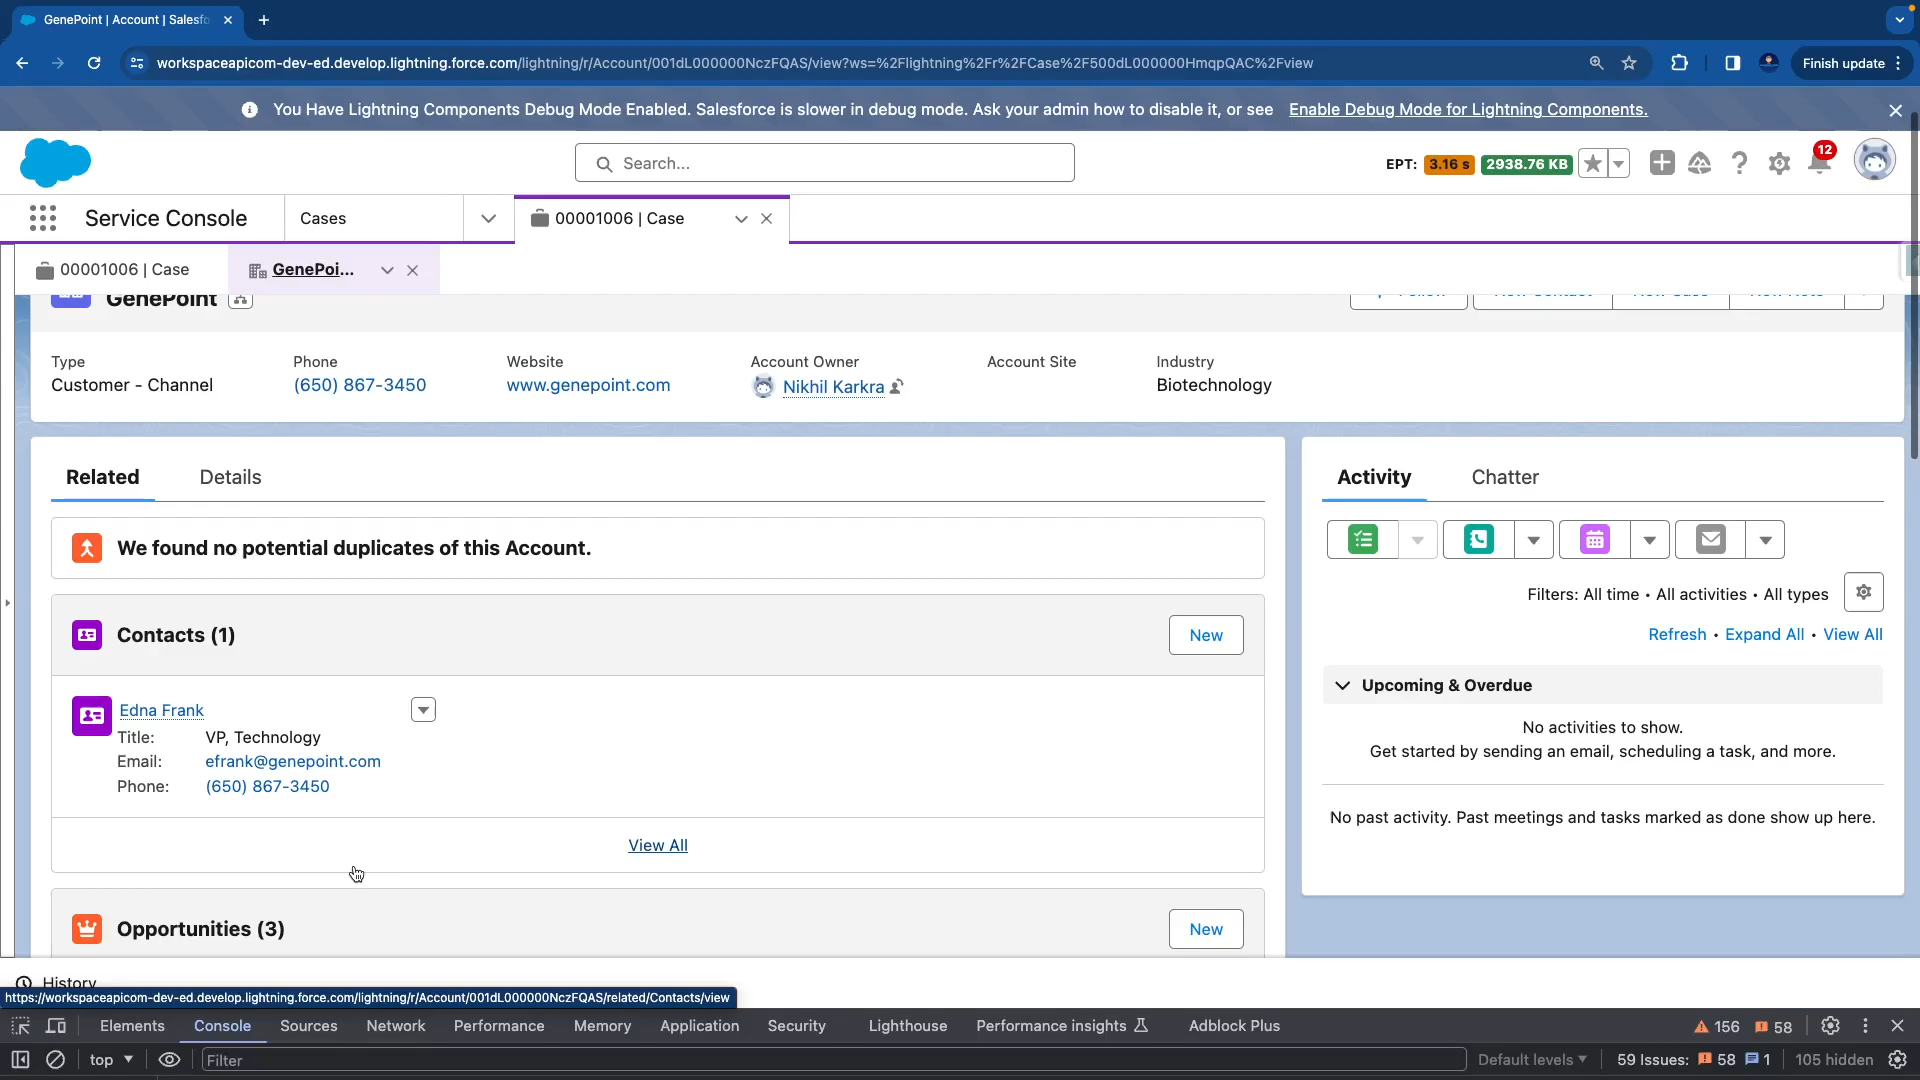 GenePoint | Account | Salesfo
workspaceapicom-dev-ed.develop.lightning.force.com/lightning/r/Account/001dL000000NczFQAS/view?ws=%2Flightning%2Fr%2FCase%2F500dL000000HmqpQAC%2Fview
Finish update
You Have Lightning Components Debug Mode Enabled. Salesforce is slower in debug mode. Ask your admin how to disable it, or see Enable Debug Mode for Lightning Components.
Search...
EPT: 3.16 s 2938.76 KB
12
Service Console
Cases
00001006 | Case
00001006 | Case
GenePoi...
GenePoint
Type
Customer - Channel
Phone
(650) 867-3450
Website
www.genepoint.com
Account Owner
Nikhil Karkra
Account Site
Industry
Biotechnology
Related
Details
We found no potential duplicates of this Account.
Contacts (1)
New
Edna Frank
Title: VP, Technology
Email: efrank@genepoint.com
Phone: (650) 867-3450
View All
Opportunities (3)
New
Activity
Chatter
Filters: All time • All activities • All types
Refresh • Expand All • View All
Upcoming & Overdue
No activities to show.
Get started by sending an email, scheduling a task, and more.
No past activity. Past meetings and tasks marked as done show up here.
History
https://workspaceapicom-dev-ed.develop.lightning.force.com/lightning/r/Account/001dL000000NczFQAS/related/Contacts/view
Elements Console Sources Network Performance Memory Application Security Lighthouse Performance insights Adblock Plus
156 58
top
Filter
Default levels
59 Issues: 58 1
105 hidden